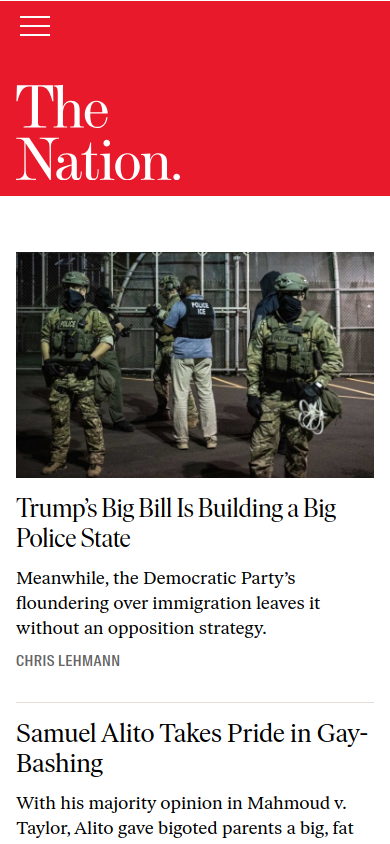 The
Nation.
POLICE
POLICE
ICE
Trump's Big Bill Is Building a Big
Police State
Meanwhile, the Democratic Party's
floundering over immigration leaves it
without an opposition strategy.
CHRIS LEHMANN
Samuel Alito Takes Pride in Gay-
Bashing
With his majority opinion in Mahmoud v.
Taylor, Alito gave bigoted parents a big, fat